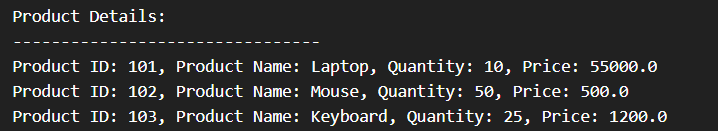 Product Details:
--------------------------------
Product ID: 101, Product Name: Laptop, Quantity: 10, Price: 55000.0
Product ID: 102, Product Name: Mouse, Quantity: 50, Price: 500.0
Product ID: 103, Product Name: Keyboard, Quantity: 25, Price: 1200.0